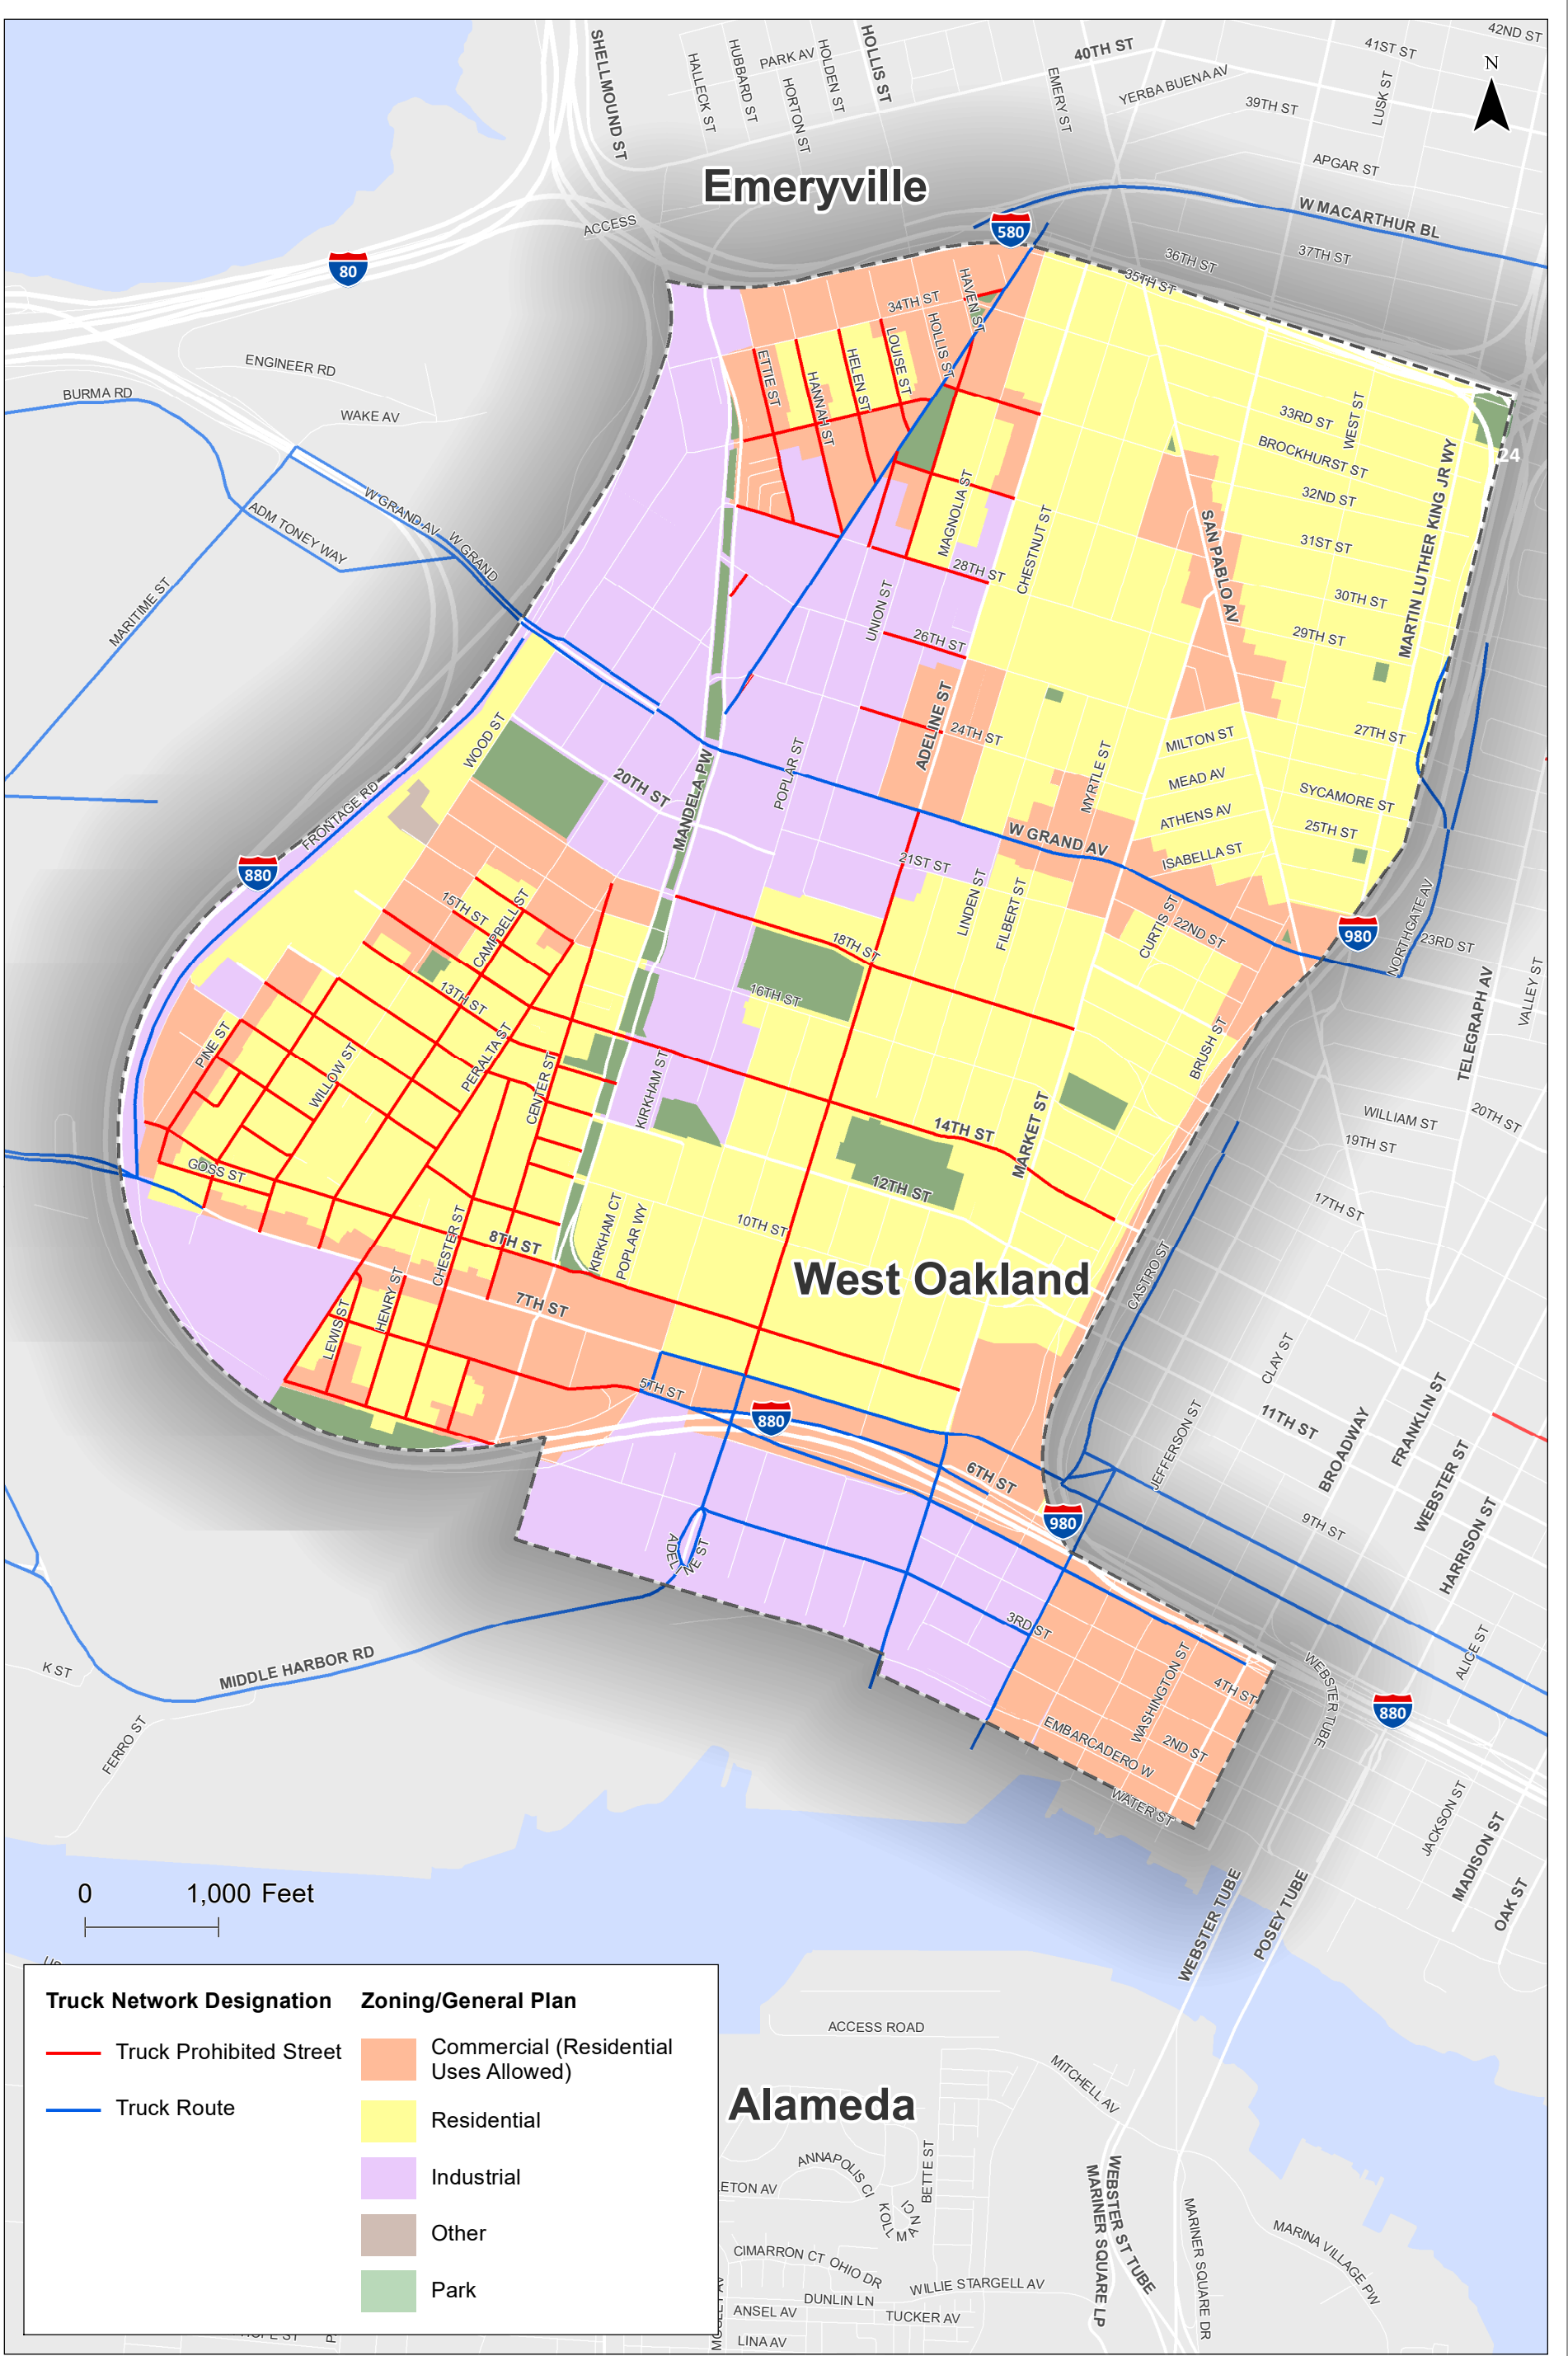 42ND ST
41ST ST
40TH ST
SHELLMOUND ST
HALLECK ST
HUBBARD ST
PARK AV
HORTON ST
HOLDEN ST
HOLLIS ST
EMERY ST
YERBA BUENA AV
39TH ST
LUSK ST
N
APGAR ST
Emeryville
W MACARTHUR BL
ACCESS
580
80
37TH ST
36TH ST
35TH ST
HAVEN ST
34TH ST
HOLLIS ST
LOUISE ST
HELEN ST
HANNAH ST
ETTIE ST
ENGINEER RD
BURMA RD
WAKE AV
33RD ST
WEST ST
BROCKHURST ST
24
32ND ST
31ST ST
30TH ST
29TH ST
MARTIN LUTHER KING JR WY
SAN PABLO AV
CHESTNUT ST
MAGNOLIA ST
28TH ST
UNION ST
26TH ST
W GRAND AV
W GRAND
ADM TONEY WAY
MARITIME ST
ADELINE ST
24TH ST
27TH ST
MILTON ST
MEAD AV
SYCAMORE ST
ATHENS AV
25TH ST
ISABELLA ST
MYRTLE ST
W GRAND AV
WOOD ST
20TH ST
MANDELA PW
POPLAR ST
FRONTAGE RD
880
21ST ST
LINDEN ST
FILBERT ST
CURTIS ST
22ND ST
980
NORTHGATE AV
23RD ST
VALLEY ST
TELEGRAPH AV
15TH ST
CAMPBELL ST
18TH ST
16TH ST
13TH ST
PINE ST
WILLOW ST
PERALTA ST
CENTER ST
KIRKHAM ST
BRUSH ST
MARKET ST
14TH ST
WILLIAM ST
20TH ST
19TH ST
17TH ST
GOSS ST
12TH ST
10TH ST
KIRKHAM CT
POPLAR WY
8TH ST
CHESTER ST
West Oakland
CASTRO ST
7TH ST
HENRY ST
LEWIS ST
CLAY ST
5TH ST
880
11TH ST
BROADWAY
FRANKLIN ST
JEFFERSON ST
6TH ST
WEBSTER ST
HARRISON ST
980
9TH ST
ADELINE ST
3RD ST
ALICE ST
MIDDLE HARBOR RD
K ST
FERRO ST
WASHINGTON ST
4TH ST
2ND ST
EMBARCADERO W
WATER ST
WEBSTER TUBE
880
JACKSON ST
MADISON ST
OAK ST
WEBSTER TUBE
POSEY TUBE
0 1,000 Feet
Truck Network Designation
Truck Prohibited Street
Truck Route
Zoning/General Plan
Commercial (Residential
Uses Allowed)
Residential
Industrial
Other
Park
ACCESS ROAD
MITCHELL AV
Alameda
ANNAPOLIS CI
BETTE ST
LETON AV
KOLLMAN CI
WEBSTER ST TUBE
MARINER SQUARE LP
MARINER SQUARE DR
MARINA VILLAGE PW
CIMARRON CT
OHIO DR
WILLIE STARGELL AV
DUNLIN LN
ANSEL AV
TUCKER AV
LINA AV